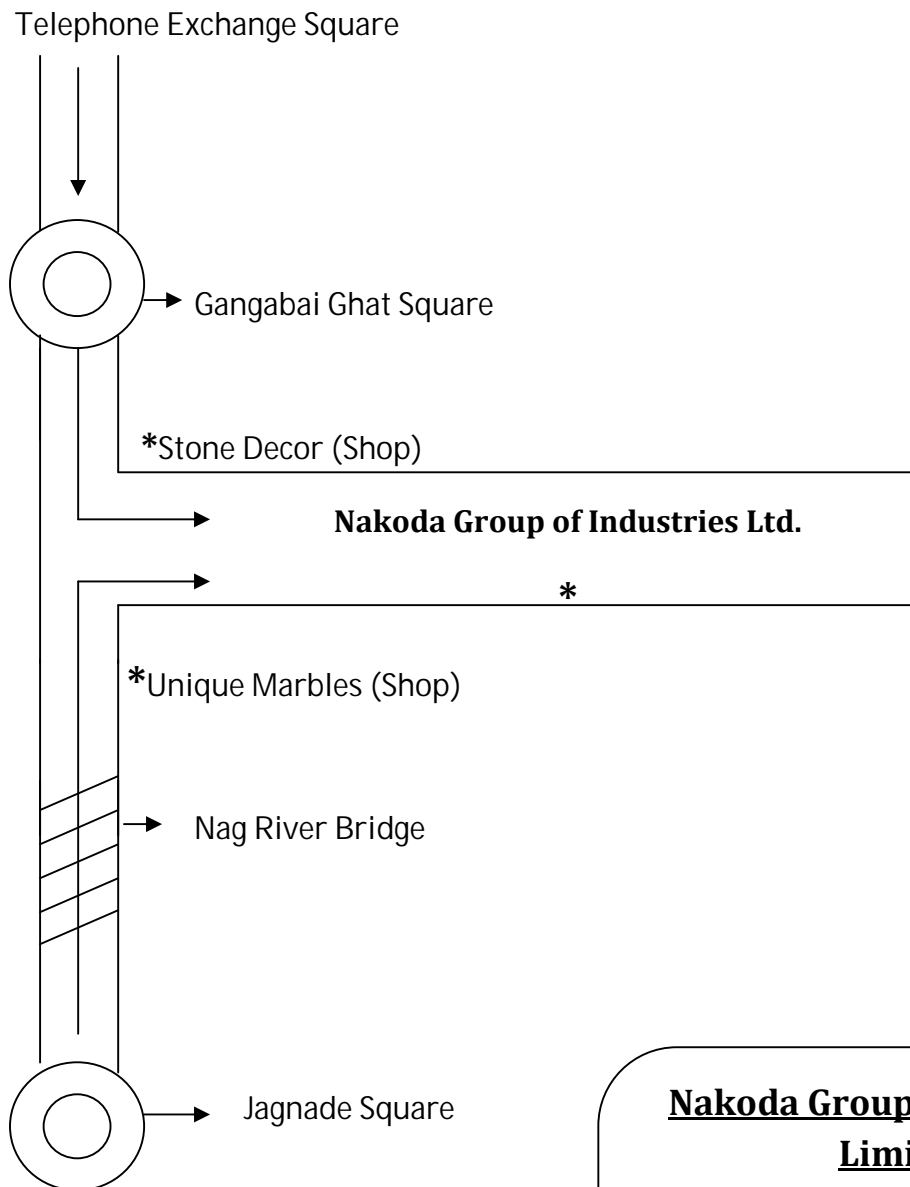 Telephone Exchange Square
Gangabai Ghat Square
*Stone Decor (Shop)
Nakoda Group of Industries Ltd.
*
*Unique Marbles (Shop)
Nag River Bridge
Jagnade Square
Nakoda Group
Limi